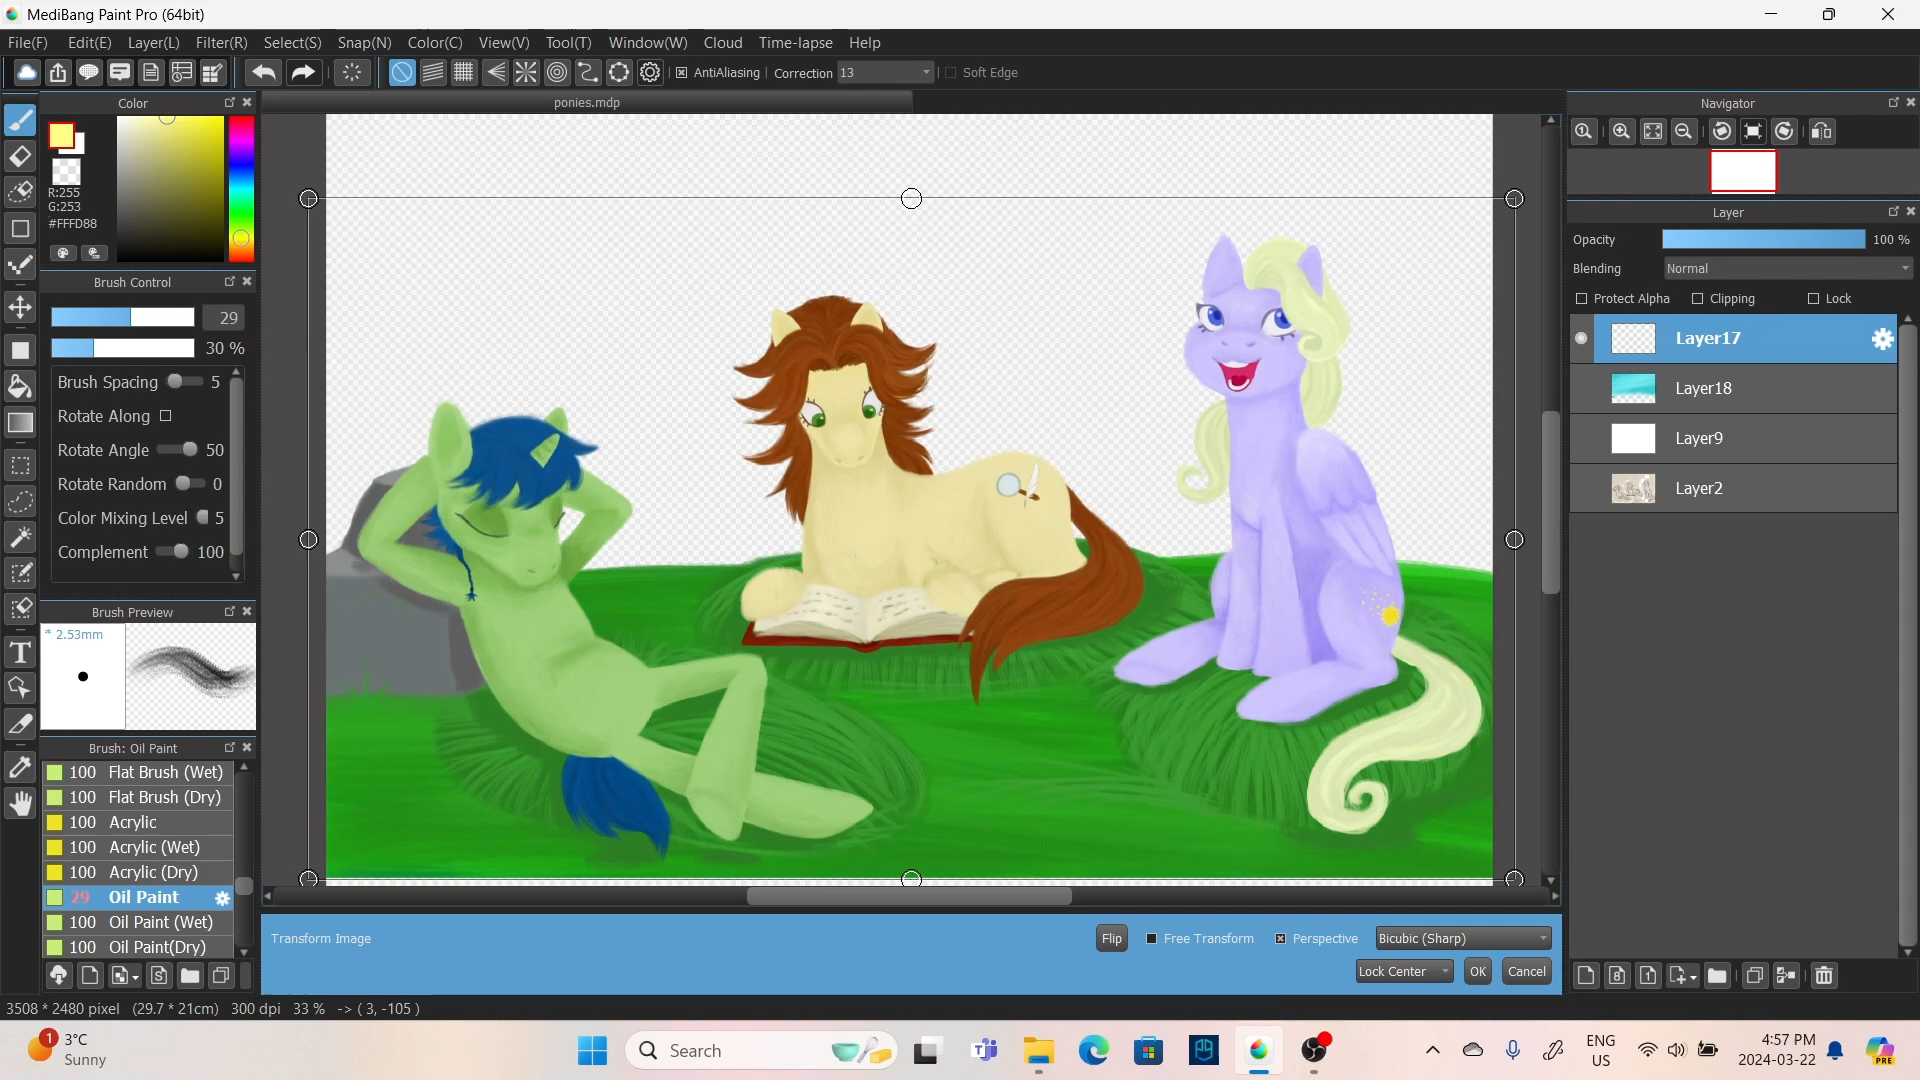 MediBang Paint Pro (64bit)
File(F) Edit(E) Layer(L) Filter(R) Select(S) Snap(N) Color(C) View(V) Tool(T) Window(W) Cloud Time-lapse Help
AntiAliasing Correction 13 Soft Edge
Color
ponies.mdp
Navigator
R:255
G:253
#FFFD88
Layer
Opacity 100 %
Blending Normal
Protect Alpha Clipping Lock
Brush Control
29
30 %
Brush Spacing 5
Rotate Along
Rotate Angle 50
Rotate Random 0
Color Mixing Level 5
Complement 100
Layer17
Layer18
Layer9
Layer2
Brush Preview
* 2.53mm
Brush: Oil Paint
100 Flat Brush (Wet)
100 Flat Brush (Dry)
100 Acrylic
100 Acrylic (Wet)
100 Acrylic (Dry)
29 Oil Paint
100 Oil Paint (Wet)
100 Oil Paint(Dry)
Transform Image Flip Free Transform Perspective Bicubic (Sharp)
Lock Center OK Cancel
3508 * 2480 pixel (29.7 * 21cm) 300 dpi 33 % -> ( 3, -105 )
1 3°C
Sunny
Search
ENG
US
4:57 PM
2024-03-22
PRE